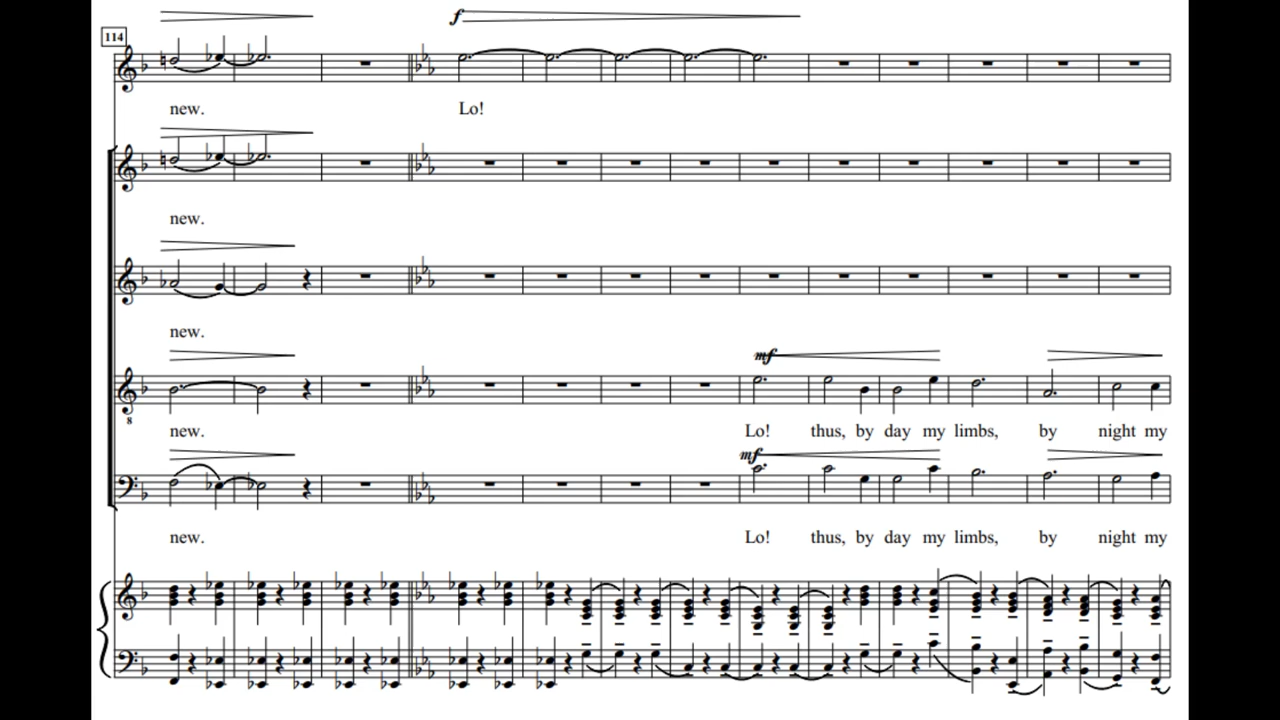 f
114
new. Lo!
new.
new.
mf
8
new. Lo! thus, by day my limbs, by night my
mf
new. Lo! thus, by day my limbs, by night my